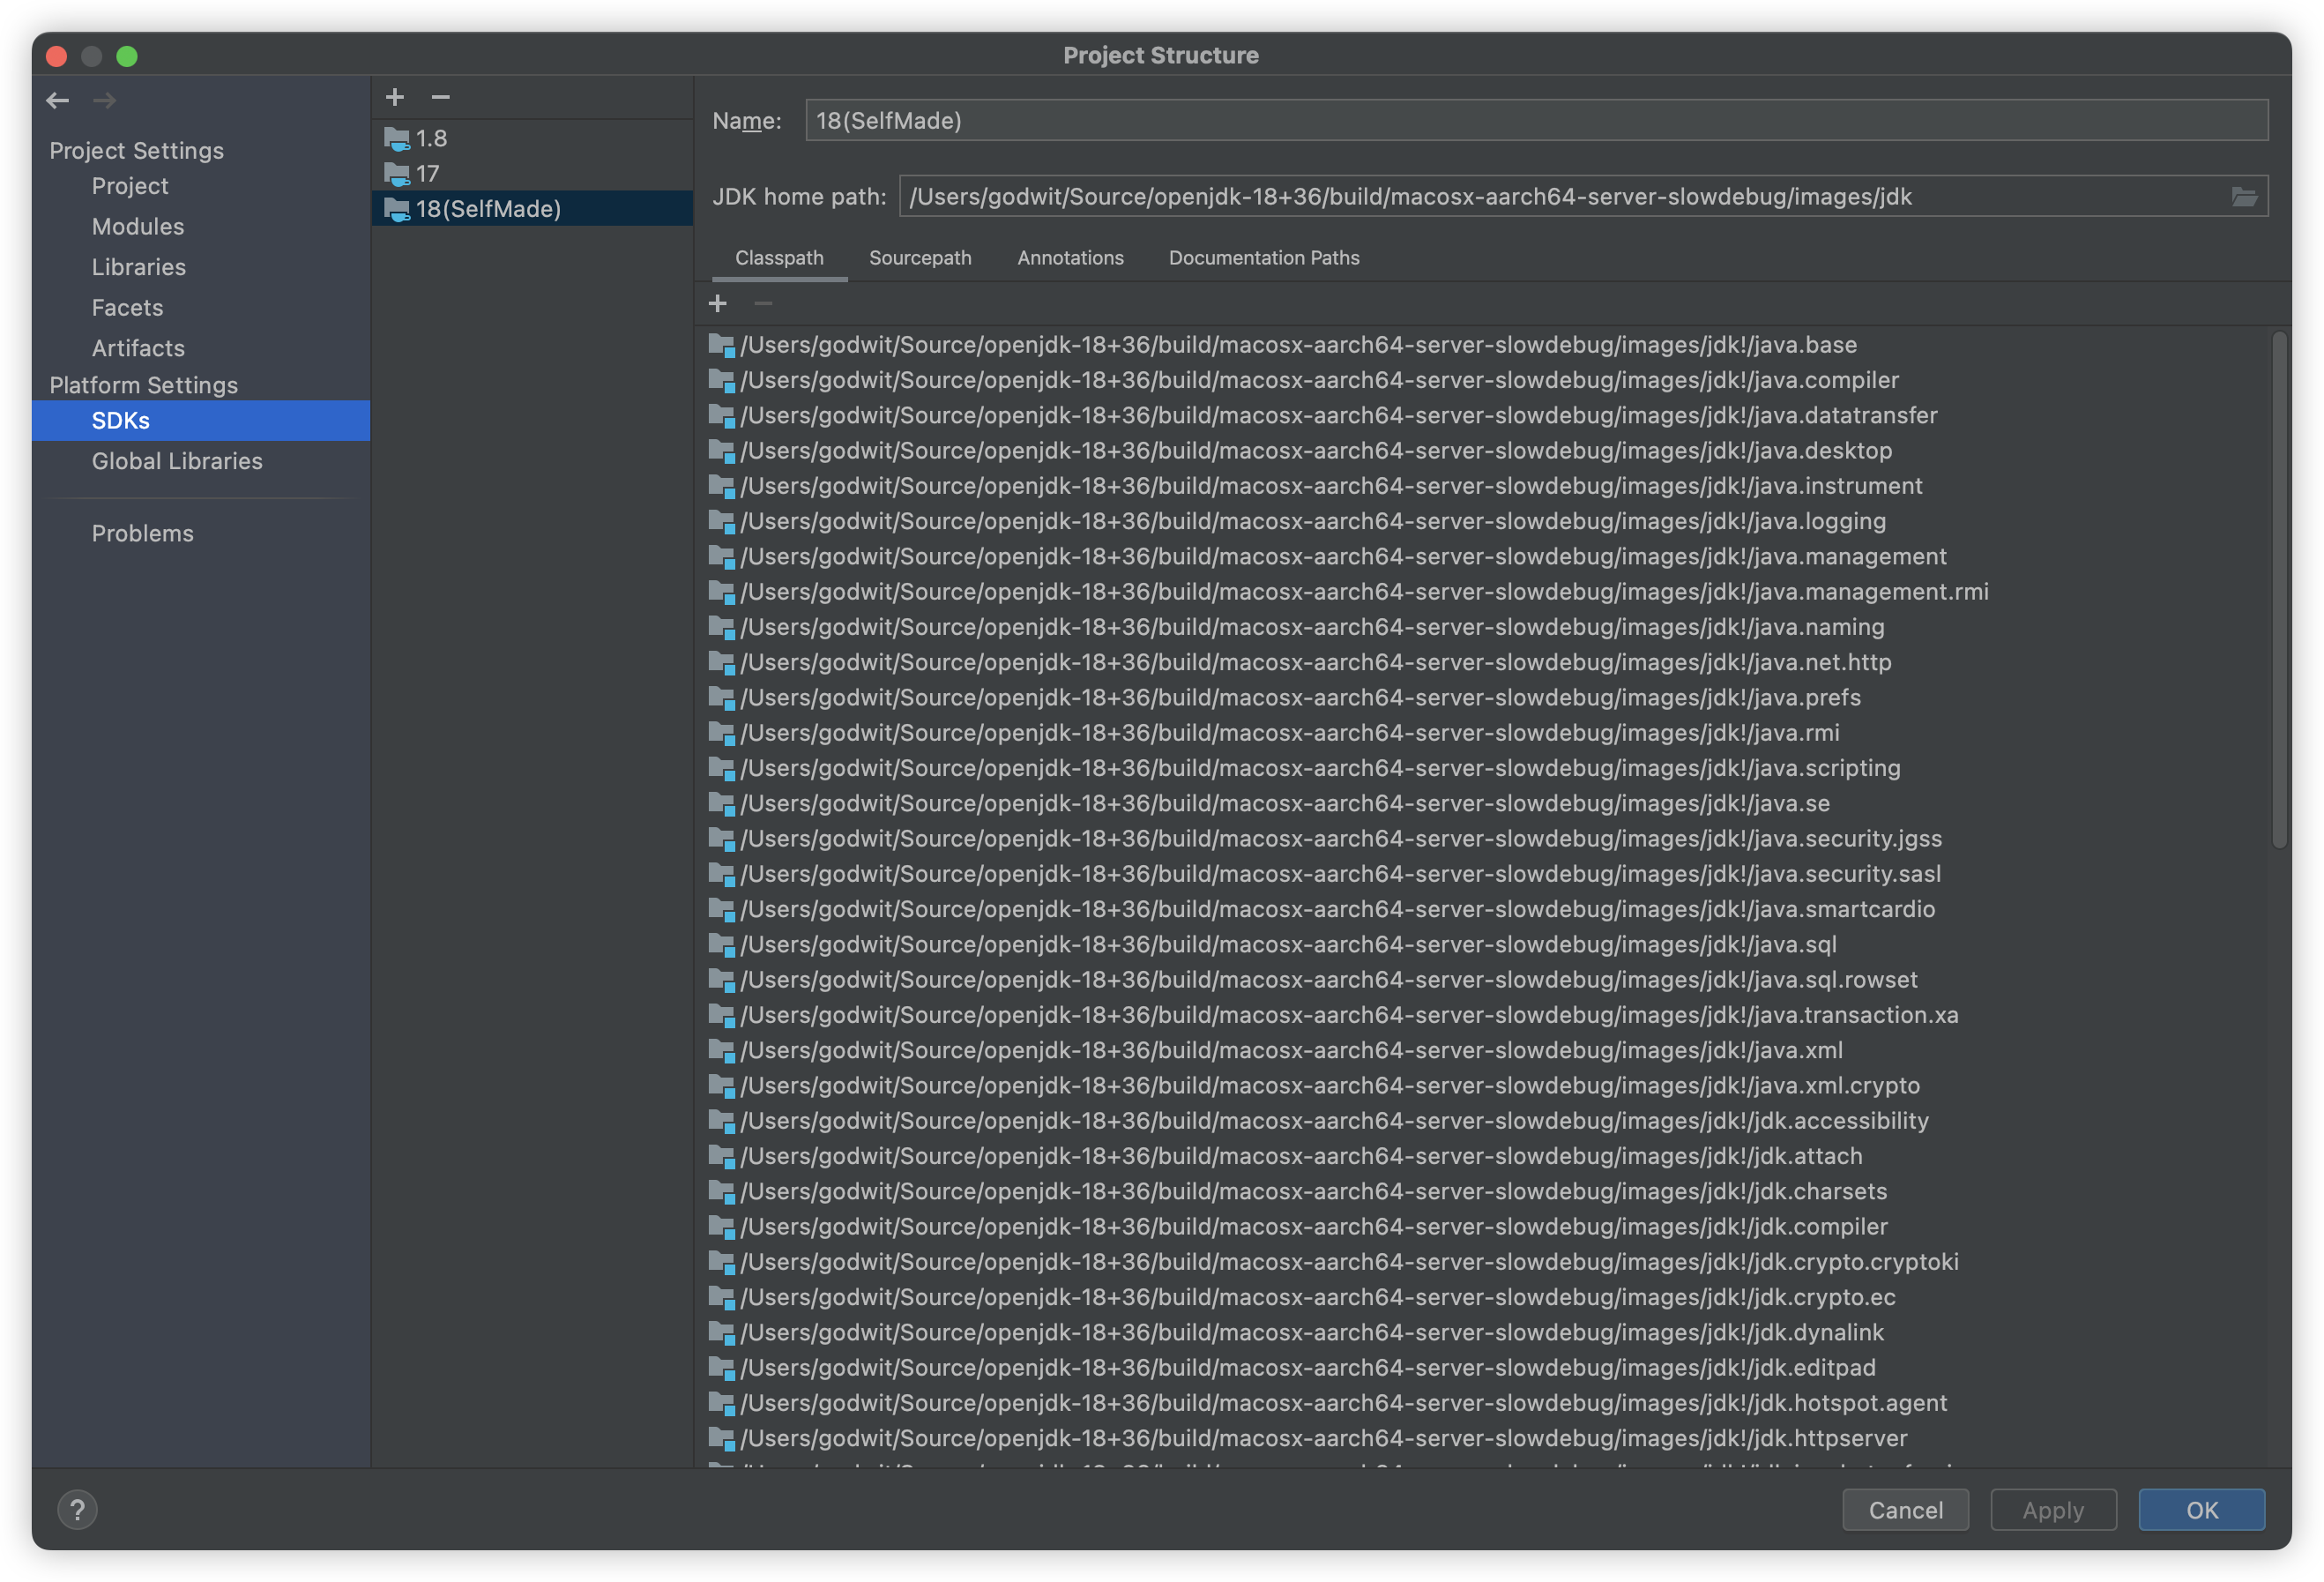 Project Structure
Project Settings
Project
Modules
Libraries
Facets
Artifacts
Platform Settings
SDKs
Global Libraries
Problems
1.8
17
18(SelfMade)
Name: 18(SelfMade)
JDK home path: /Users/godwit/Source/openjdk-18+36/build/macosx-aarch64-server-slowdebug/images/jdk
Classpath Sourcepath Annotations Documentation Paths
/Users/godwit/Source/openjdk-18+36/build/macosx-aarch64-server-slowdebug/images/jdk!/java.base
/Users/godwit/Source/openjdk-18+36/build/macosx-aarch64-server-slowdebug/images/jdk!/java.compiler
/Users/godwit/Source/openjdk-18+36/build/macosx-aarch64-server-slowdebug/images/jdk!/java.datatransfer
/Users/godwit/Source/openjdk-18+36/build/macosx-aarch64-server-slowdebug/images/jdk!/java.desktop
/Users/godwit/Source/openjdk-18+36/build/macosx-aarch64-server-slowdebug/images/jdk!/java.instrument
/Users/godwit/Source/openjdk-18+36/build/macosx-aarch64-server-slowdebug/images/jdk!/java.logging
/Users/godwit/Source/openjdk-18+36/build/macosx-aarch64-server-slowdebug/images/jdk!/java.management
/Users/godwit/Source/openjdk-18+36/build/macosx-aarch64-server-slowdebug/images/jdk!/java.management.rmi
/Users/godwit/Source/openjdk-18+36/build/macosx-aarch64-server-slowdebug/images/jdk!/java.naming
/Users/godwit/Source/openjdk-18+36/build/macosx-aarch64-server-slowdebug/images/jdk!/java.net.http
/Users/godwit/Source/openjdk-18+36/build/macosx-aarch64-server-slowdebug/images/jdk!/java.prefs
/Users/godwit/Source/openjdk-18+36/build/macosx-aarch64-server-slowdebug/images/jdk!/java.rmi
/Users/godwit/Source/openjdk-18+36/build/macosx-aarch64-server-slowdebug/images/jdk!/java.scripting
/Users/godwit/Source/openjdk-18+36/build/macosx-aarch64-server-slowdebug/images/jdk!/java.se
/Users/godwit/Source/openjdk-18+36/build/macosx-aarch64-server-slowdebug/images/jdk!/java.security.jgss
/Users/godwit/Source/openjdk-18+36/build/macosx-aarch64-server-slowdebug/images/jdk!/java.security.sasl
/Users/godwit/Source/openjdk-18+36/build/macosx-aarch64-server-slowdebug/images/jdk!/java.smartcardio
/Users/godwit/Source/openjdk-18+36/build/macosx-aarch64-server-slowdebug/images/jdk!/java.sql
/Users/godwit/Source/openjdk-18+36/build/macosx-aarch64-server-slowdebug/images/jdk!/java.sql.rowset
/Users/godwit/Source/openjdk-18+36/build/macosx-aarch64-server-slowdebug/images/jdk!/java.transaction.xa
/Users/godwit/Source/openjdk-18+36/build/macosx-aarch64-server-slowdebug/images/jdk!/java.xml
/Users/godwit/Source/openjdk-18+36/build/macosx-aarch64-server-slowdebug/images/jdk!/java.xml.crypto
/Users/godwit/Source/openjdk-18+36/build/macosx-aarch64-server-slowdebug/images/jdk!/jdk.accessibility
/Users/godwit/Source/openjdk-18+36/build/macosx-aarch64-server-slowdebug/images/jdk!/jdk.attach
/Users/godwit/Source/openjdk-18+36/build/macosx-aarch64-server-slowdebug/images/jdk!/jdk.charsets
/Users/godwit/Source/openjdk-18+36/build/macosx-aarch64-server-slowdebug/images/jdk!/jdk.compiler
/Users/godwit/Source/openjdk-18+36/build/macosx-aarch64-server-slowdebug/images/jdk!/jdk.crypto.cryptoki
/Users/godwit/Source/openjdk-18+36/build/macosx-aarch64-server-slowdebug/images/jdk!/jdk.crypto.ec
/Users/godwit/Source/openjdk-18+36/build/macosx-aarch64-server-slowdebug/images/jdk!/jdk.dynalink
/Users/godwit/Source/openjdk-18+36/build/macosx-aarch64-server-slowdebug/images/jdk!/jdk.editpad
/Users/godwit/Source/openjdk-18+36/build/macosx-aarch64-server-slowdebug/images/jdk!/jdk.hotspot.agent
/Users/godwit/Source/openjdk-18+36/build/macosx-aarch64-server-slowdebug/images/jdk!/jdk.httpserver
?
Cancel Apply OK